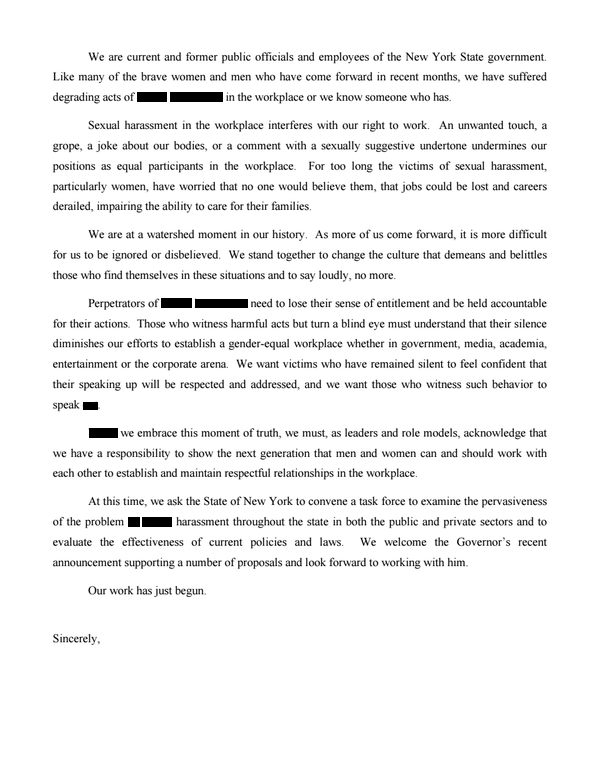 We are current and former public officials and employees of the New York State government.
Like many of the brave women and men who have come forward in recent months, we have suffered
degrading acts of in the workplace or we know someone who has.
Sexual harassment in the workplace interferes with our right to work. An unwanted touch, a
grope, a joke about our bodies, or a comment with a sexually suggestive undertone undermines our
positions as equal participants in the workplace. For too long the victims of sexual harassment,
particularly women, have worried that no one would believe them, that jobs could be lost and careers
derailed, impairing the ability to care for their families.
We are at a watershed moment in our history. As more of us come forward, it is more difficult
for us to be ignored or disbelieved. We stand together to change the culture that demeans and belittles
those who find themselves in these situations and to say loudly, no more.
Perpetrators of need to lose their sense of entitlement and be held accountable
for their actions. Those who witness harmful acts but turn a blind eye must understand that their silence
diminishes our efforts to establish a gender-equal workplace whether in government, media, academia,
entertainment or the corporate arena. We want victims who have remained silent to feel confident that
their speaking up will be respected and addressed, and we want those who witness such behavior to
speak .
we embrace this moment of truth, we must, as leaders and role models, acknowledge that
we have a responsibility to show the next generation that men and women can and should work with
each other to establish and maintain respectful relationships in the workplace.
At this time, we ask the State of New York to convene a task force to examine the pervasiveness
of the problem harassment throughout the state in both the public and private sectors and to
evaluate the effectiveness of current policies and laws. We welcome the Governor's recent
announcement supporting a number of proposals and look forward to working with him.
Our work has just begun.
Sincerely,